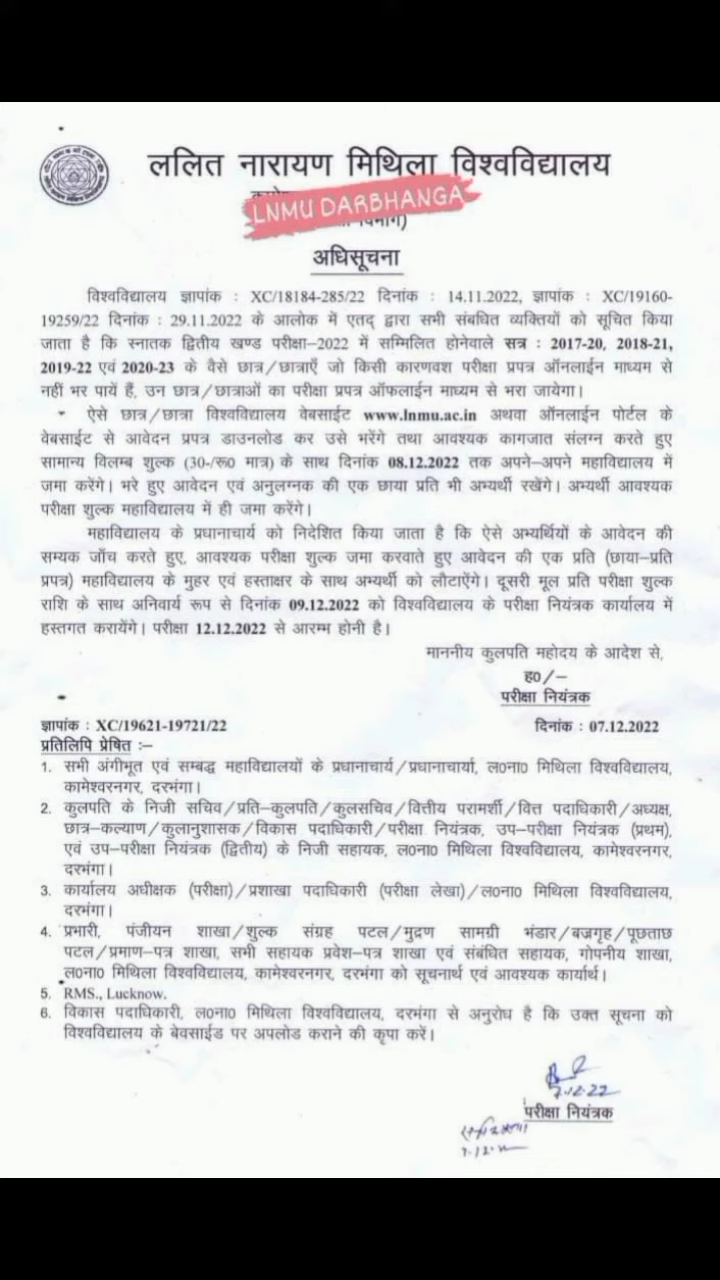 ललित नारायण मिथिला विश्वविद्यालय
LNMU DARBHANGA
अधिसूचना
विश्वविद्यालय ज्ञापांक : XC/18184-285/22 दिनांक : 14.11.2022, ज्ञापांक : XC/19160-
19259/22 दिनांक : 29.11.2022 के आलोक में एतद् द्वारा सभी संबधित व्यक्तियों को सूचित किया
जाता है कि स्नातक द्वितीय खण्ड परीक्षा-2022 में सम्मिलित होनेवाले सत्र : 2017-20, 2018-21,
2019-22 एवं 2020-23 के वैसे छात्र/छात्राएँ जो किसी कारणवश परीक्षा प्रपत्र ऑनलाईन माध्यम से
नहीं भर पायें हैं, उन छात्र/छात्राओं का परीक्षा प्रपत्र ऑफलाईन माध्यम से भरा जायेगा।
ऐसे छात्र/छात्रा विश्वविद्यालय वेबसाईट www.lnmu.ac.in अथवा ऑनलाईन पोर्टल के
वेबसाईट से आवेदन प्रपत्र डाउनलोड कर उसे भरेंगे तथा आवश्यक कागजात संलग्न करते हुए
सामान्य विलम्ब शुल्क (30-/रू0 मात्र) के साथ दिनांक 08.12.2022 तक अपने-अपने महाविद्यालय में
जमा करेंगे। भरे हुए आवेदन एवं अनुलग्नक की एक छाया प्रति भी अभ्यर्थी रखेंगे। अभ्यर्थी आवश्यक
परीक्षा शुल्क महाविद्यालय में ही जमा करेंगे।
महाविद्यालय के प्रधानाचार्य को निदेशित किया जाता है कि ऐसे अभ्यर्थियों के आवेदन की
सम्यक जाँच करते हुए, आवश्यक परीक्षा शुल्क जमा करवाते हुए आवेदन की एक प्रति (छाया-प्रति
प्रपत्र) महाविद्यालय के मुहर एवं हस्ताक्षर के साथ अभ्यर्थी को लौटाऐंगे। दूसरी मूल प्रति परीक्षा शुल्क
राशि के साथ अनिवार्य रूप से दिनांक 09.12.2022 को विश्वविद्यालय के परीक्षा नियंत्रक कार्यालय में
हस्तगत करायेंगे। परीक्षा 12.12.2022 से आरम्भ होनी है।
माननीय कुलपति महोदय के आदेश से,
ह0/-
परीक्षा नियंत्रक
ज्ञापांक : XC/19621-19721/22 दिनांक : 07.12.2022
प्रतिलिपि प्रेषित :-
1. सभी अंगीभूत एवं सम्बद्ध महाविद्यालयों के प्रधानाचार्य/प्रधानाचार्या, ल0ना0 मिथिला विश्वविद्यालय,
कामेश्वरनगर, दरभंगा।
2. कुलपति के निजी सचिव/प्रति-कुलपति/कुलसचिव/वित्तीय परामर्शी/वित्त पदाधिकारी/अध्यक्ष,
छात्र-कल्याण/कुलानुशासक/विकास पदाधिकारी/परीक्षा नियंत्रक, उप-परीक्षा नियंत्रक (प्रथम),
एवं उप-परीक्षा नियंत्रक (द्वितीय) के निजी सहायक, ल0ना0 मिथिला विश्वविद्यालय, कामेश्वरनगर,
दरभंगा।
3. कार्यालय अधीक्षक (परीक्षा)/प्रशाखा पदाधिकारी (परीक्षा लेखा)/ल0ना0 मिथिला विश्वविद्यालय,
दरभंगा।
4. प्रभारी, पंजीयन शाखा/शुल्क संग्रह पटल/मुद्रण सामग्री भंडार/बज्रगृह/पूछताछ
पटल/प्रमाण-पत्र शाखा, सभी सहायक प्रवेश-पत्र शाखा एवं संबंधित सहायक, गोपनीय शाखा,
ल0ना0 मिथिला विश्वविद्यालय, कामेश्वरनगर, दरभंगा को सूचनार्थ एवं आवश्यक कार्यार्थ।
5. RMS., Lucknow.
6. विकास पदाधिकारी, ल0ना0 मिथिला विश्वविद्यालय, दरभंगा से अनुरोध है कि उक्त सूचना को
विश्वविद्यालय के बेवसाईड पर अपलोड कराने की कृपा करें।
7.12.22
परीक्षा नियंत्रक